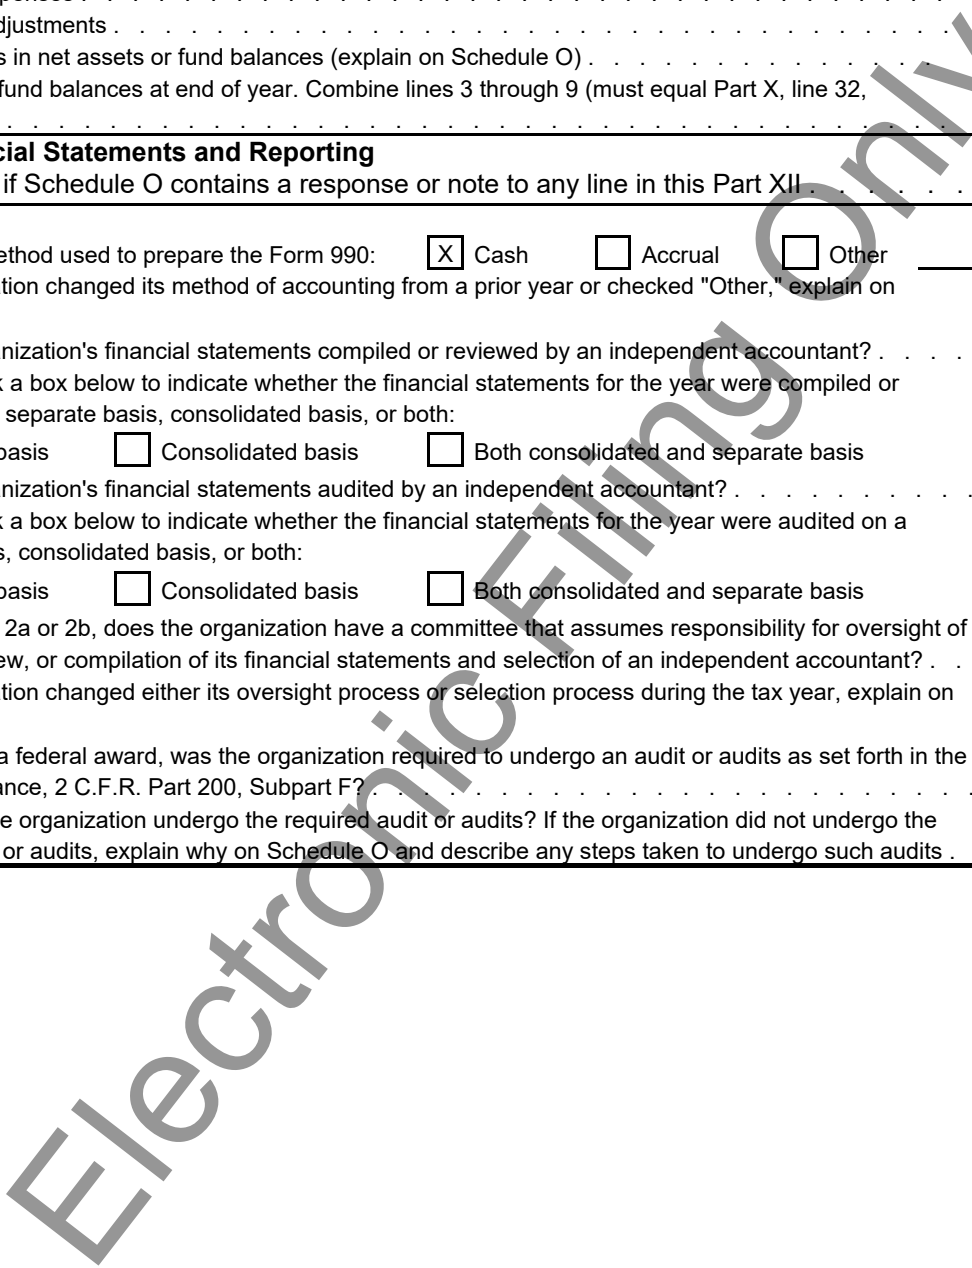 djustments . . . . . . . . . . . . . . . . . . . . . . . . . . . . . . . . .
s in net assets or fund balances (explain on Schedule O) . . . . . . . . . . . . . .
fund balances at end of year. Combine lines 3 through 9 (must equal Part X, line 32,
. . . . . . . . . . . . . . . . . . . . . . . . . . . . . . . . . . . . .
cial Statements and Reporting
if Schedule O contains a response or note to any line in this Part XII . . . . . .
ethod used to prepare the Form 990: X Cash Accrual Other
tion changed its method of accounting from a prior year or checked "Other," explain on
nization's financial statements compiled or reviewed by an independent accountant? . . . .
k a box below to indicate whether the financial statements for the year were compiled or
separate basis, consolidated basis, or both:
basis Consolidated basis Both consolidated and separate basis
nization's financial statements audited by an independent accountant? . . . . . . . . . .
k a box below to indicate whether the financial statements for the year were audited on a
s, consolidated basis, or both:
basis Consolidated basis Both consolidated and separate basis
2a or 2b, does the organization have a committee that assumes responsibility for oversight of
ew, or compilation of its financial statements and selection of an independent accountant? . .
tion changed either its oversight process or selection process during the tax year, explain on
a federal award, was the organization required to undergo an audit or audits as set forth in the
ance, 2 C.F.R. Part 200, Subpart F? . . . . . . . . . . . . . . . . . . . . . . . .
e organization undergo the required audit or audits? If the organization did not undergo the
or audits, explain why on Schedule O and describe any steps taken to undergo such audits .
Electronic Filing Only